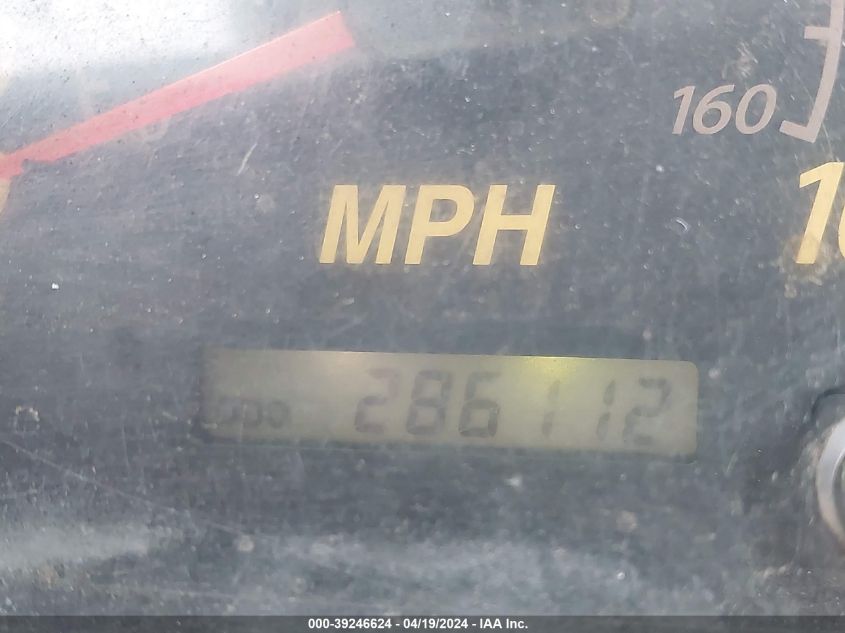 160
MPH
ODO 286112
000-39246624 - 04/19/2024 - IAA Inc.